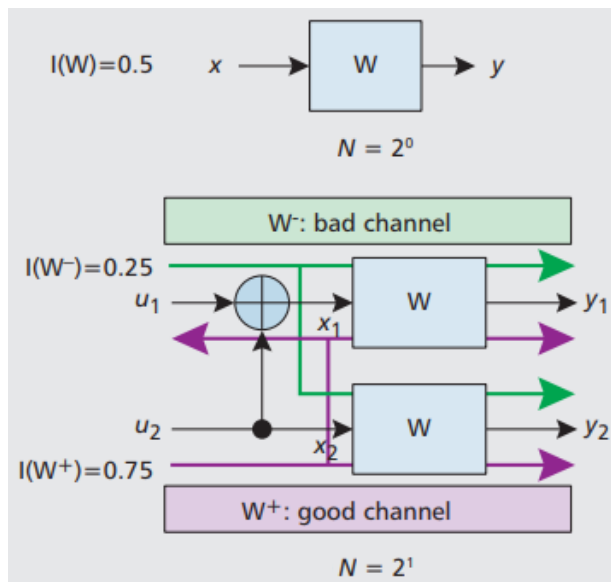 I(W)=0.5 x W y
N = 2⁰
W⁻: bad channel
I(W⁻)=0.25
u₁ x₁ W y₁
u₂ x₂ W y₂
I(W⁺)=0.75
W⁺: good channel
N = 2¹